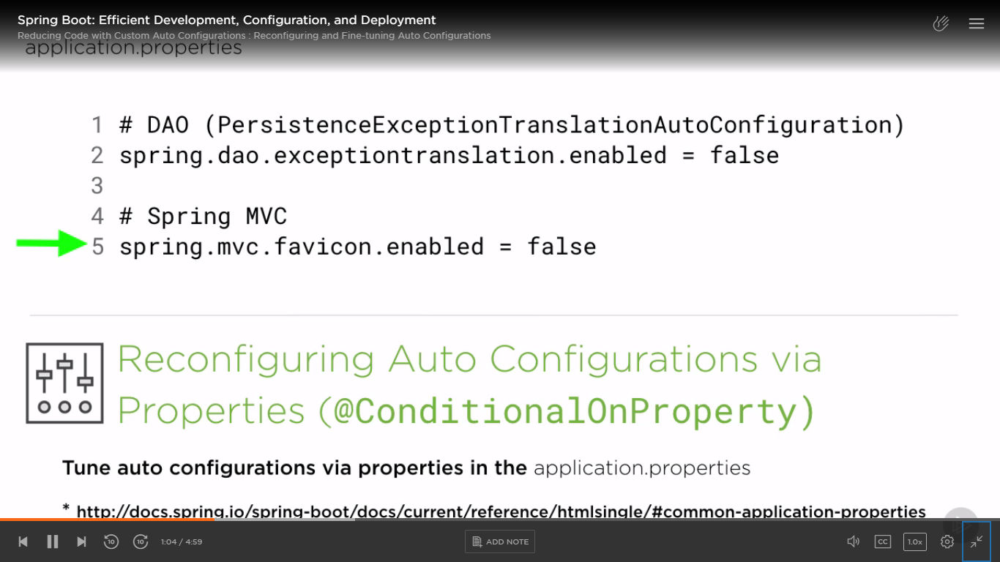 Spring Boot: Efficient Development, Configuration, and Deployment
Reducing Code with Custom Auto Configurations : Reconfiguring and Fine-tuning Auto Configurations
application.properties
1 # DAO (PersistenceExceptionTranslationAutoConfiguration)
2 spring.dao.exceptiontranslation.enabled = false
3
4 # Spring MVC
5 spring.mvc.favicon.enabled = false
Reconfiguring Auto Configurations via
Properties (@ConditionalOnProperty)
Tune auto configurations via properties in the application.properties
* http://docs.spring.io/spring-boot/docs/current/reference/htmlsingle/#common-application-properties
10 10 1:04 / 4:59 ADD NOTE CC 1.0x